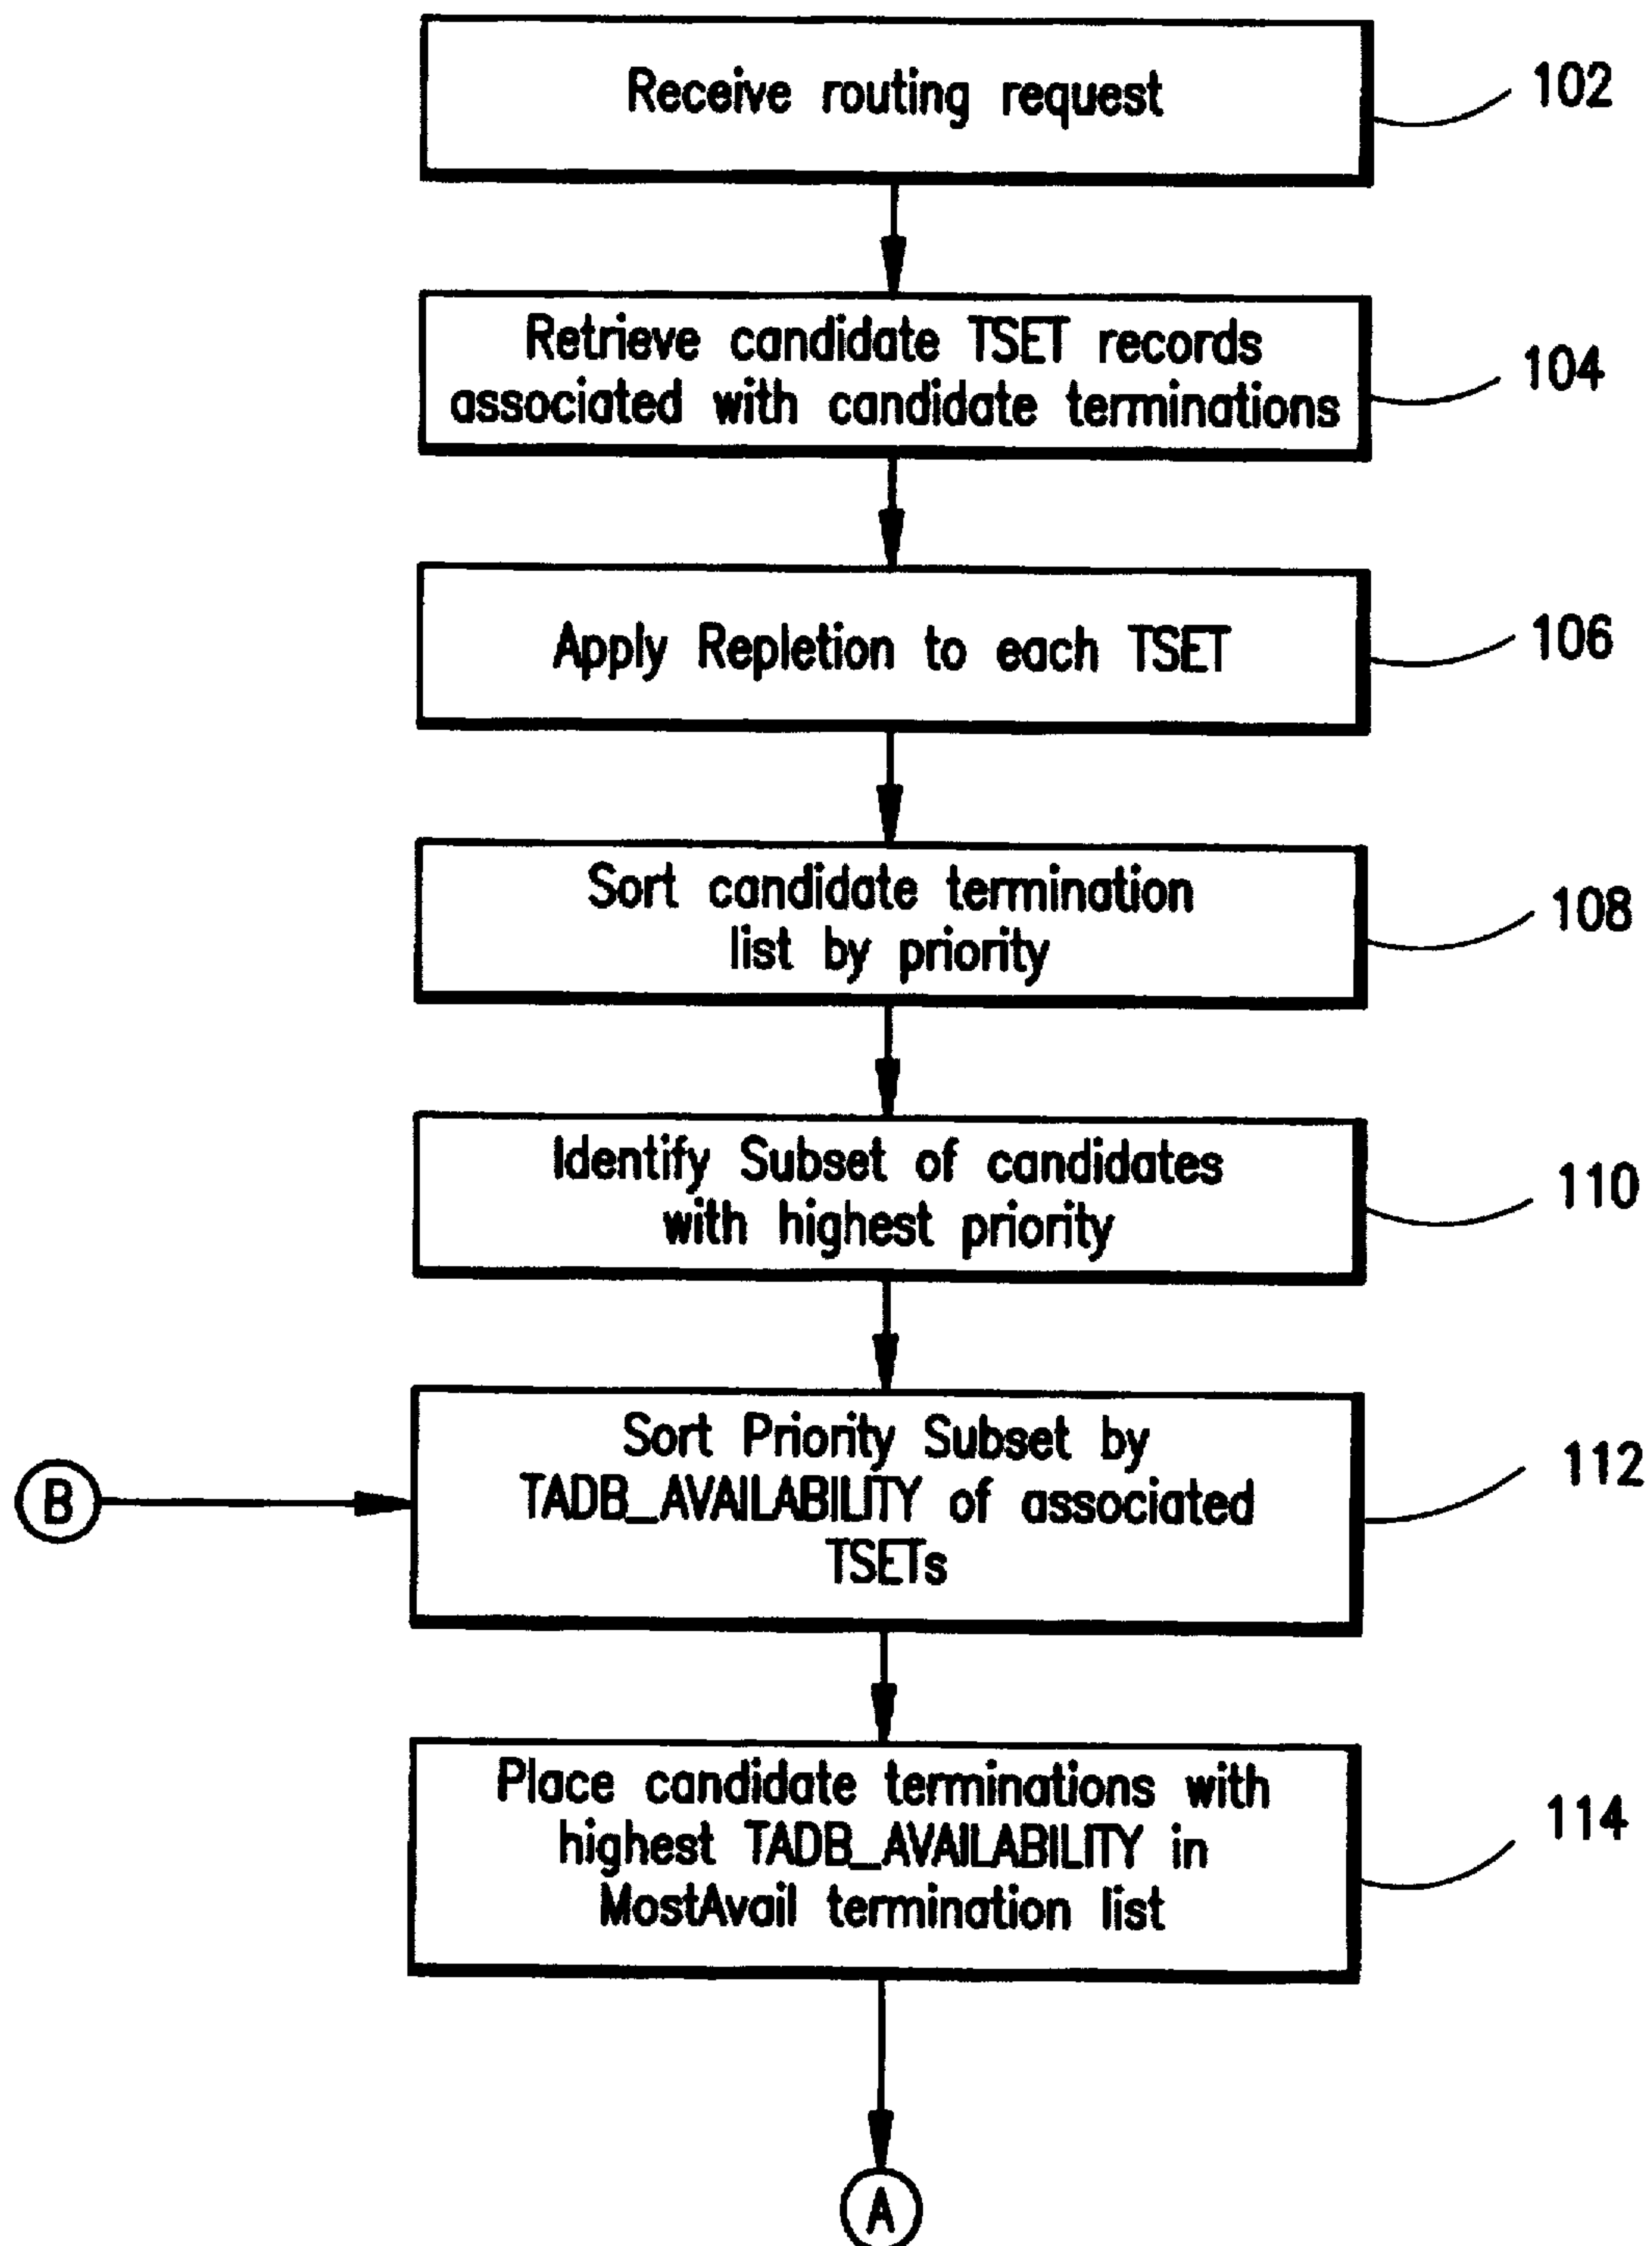 Receive routing request
102
Retrieve candidate TSET records
associated with candidate terminations
104
Apply Repletion to each TSET
106
Sort candidate termination
list by priority
108
Identify Subset of candidates
with highest priority
110
Sort Priority Subset by
TADB_AVAILABILITY of associated
TSETs
112
B
Place candidate terminations with
highest TADB_AVAILABILITY in
MostAvail termination list
114
A